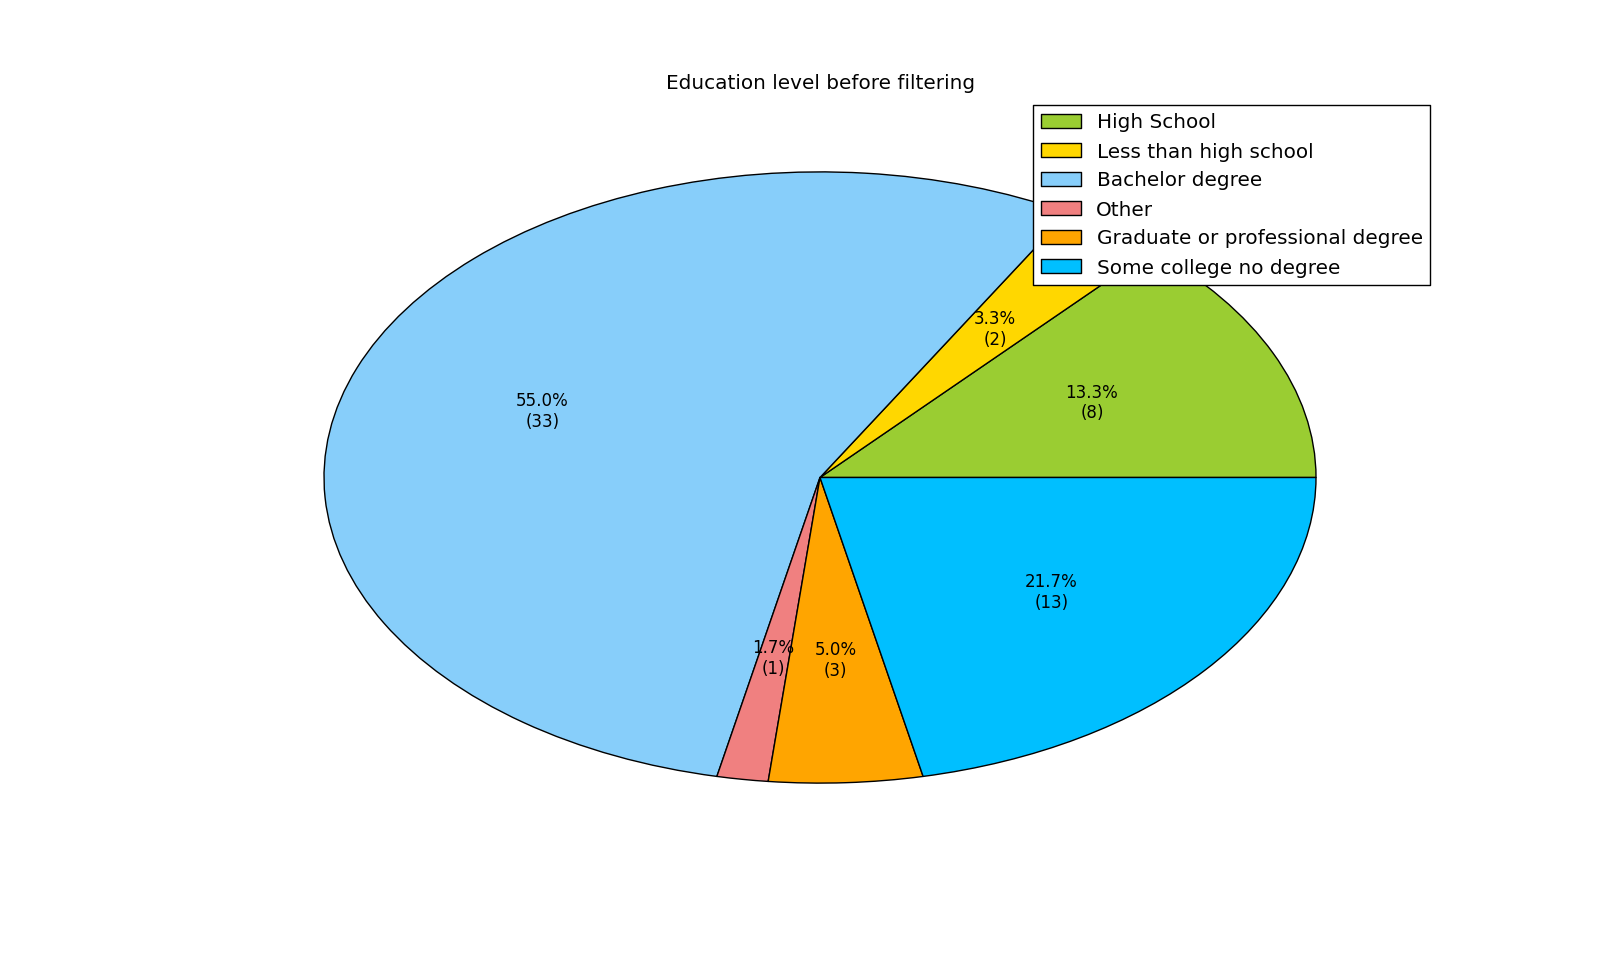 Education level before filtering
High School
Less than high school
Bachelor degree
Other
Graduate or professional degree
Some college no degree
3.3%
(2)
13.3%
(8)
55.0%
(33)
21.7%
(13)
1.7%
(1)
5.0%
(3)